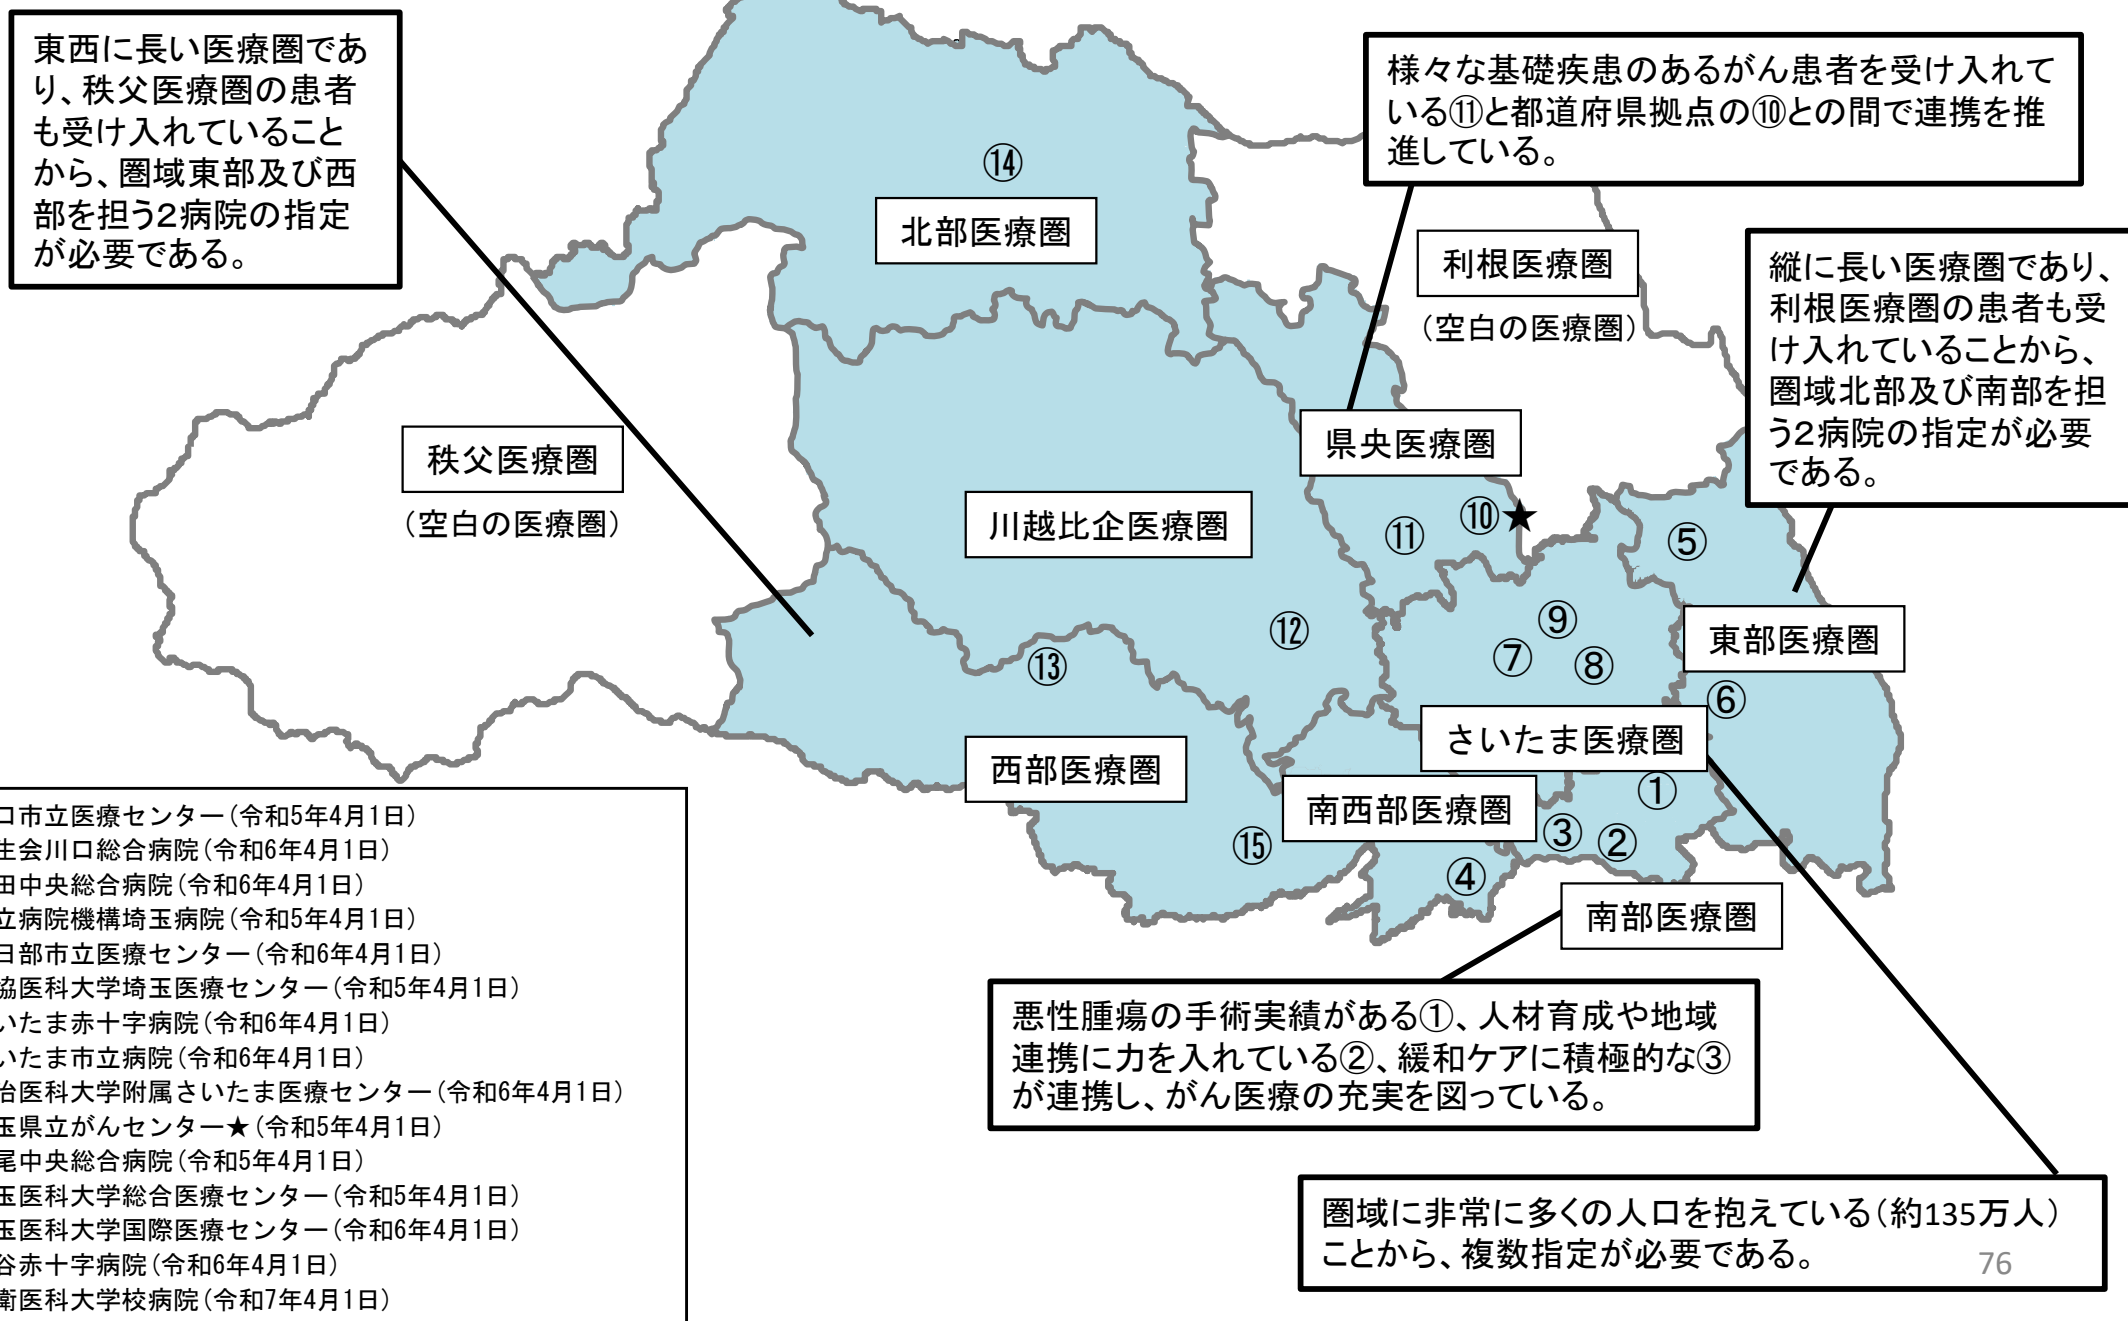 東西に長い医療圏であ
り、秩父医療圏の患者
も受け入れていること
から、圏域東部及び西
部を担う2病院の指定
が必要である。
様々な基礎疾患のあるがん患者を受け入れて
いる⑪と都道府県拠点の⑩との間で連携を推
進している。
⑭
北部医療圏
利根医療圏
（空白の医療圏）
縦に長い医療圏であり、
利根医療圏の患者も受
け入れていることから、
圏域北部及び南部を担
う2病院の指定が必要
である。
秩父医療圏
（空白の医療圏）
県央医療圏
川越比企医療圏
⑩★
⑪
⑤
⑨
⑫
東部医療圏
⑦
⑧
⑬
⑥
さいたま医療圏
西部医療圏
南西部医療圏
①
③
②
⑮
④
南部医療圏
口市立医療センター（令和5年4月1日）
生会川口総合病院（令和6年4月1日）
田中央総合病院（令和6年4月1日）
立病院機構埼玉病院（令和5年4月1日）
日部市立医療センター（令和6年4月1日）
協医科大学埼玉医療センター（令和5年4月1日）
いたま赤十字病院（令和6年4月1日）
いたま市立病院（令和6年4月1日）
治医科大学附属さいたま医療センター（令和6年4月1日）
玉県立がんセンター★（令和5年4月1日）
尾中央総合病院（令和5年4月1日）
玉医科大学総合医療センター（令和5年4月1日）
玉医科大学国際医療センター（令和6年4月1日）
谷赤十字病院（令和6年4月1日）
衛医科大学校病院（令和7年4月1日）
悪性腫瘍の手術実績がある①、人材育成や地域
連携に力を入れている②、緩和ケアに積極的な③
が連携し、がん医療の充実を図っている。
圏域に非常に多くの人口を抱えている（約135万人）
ことから、複数指定が必要である。
76